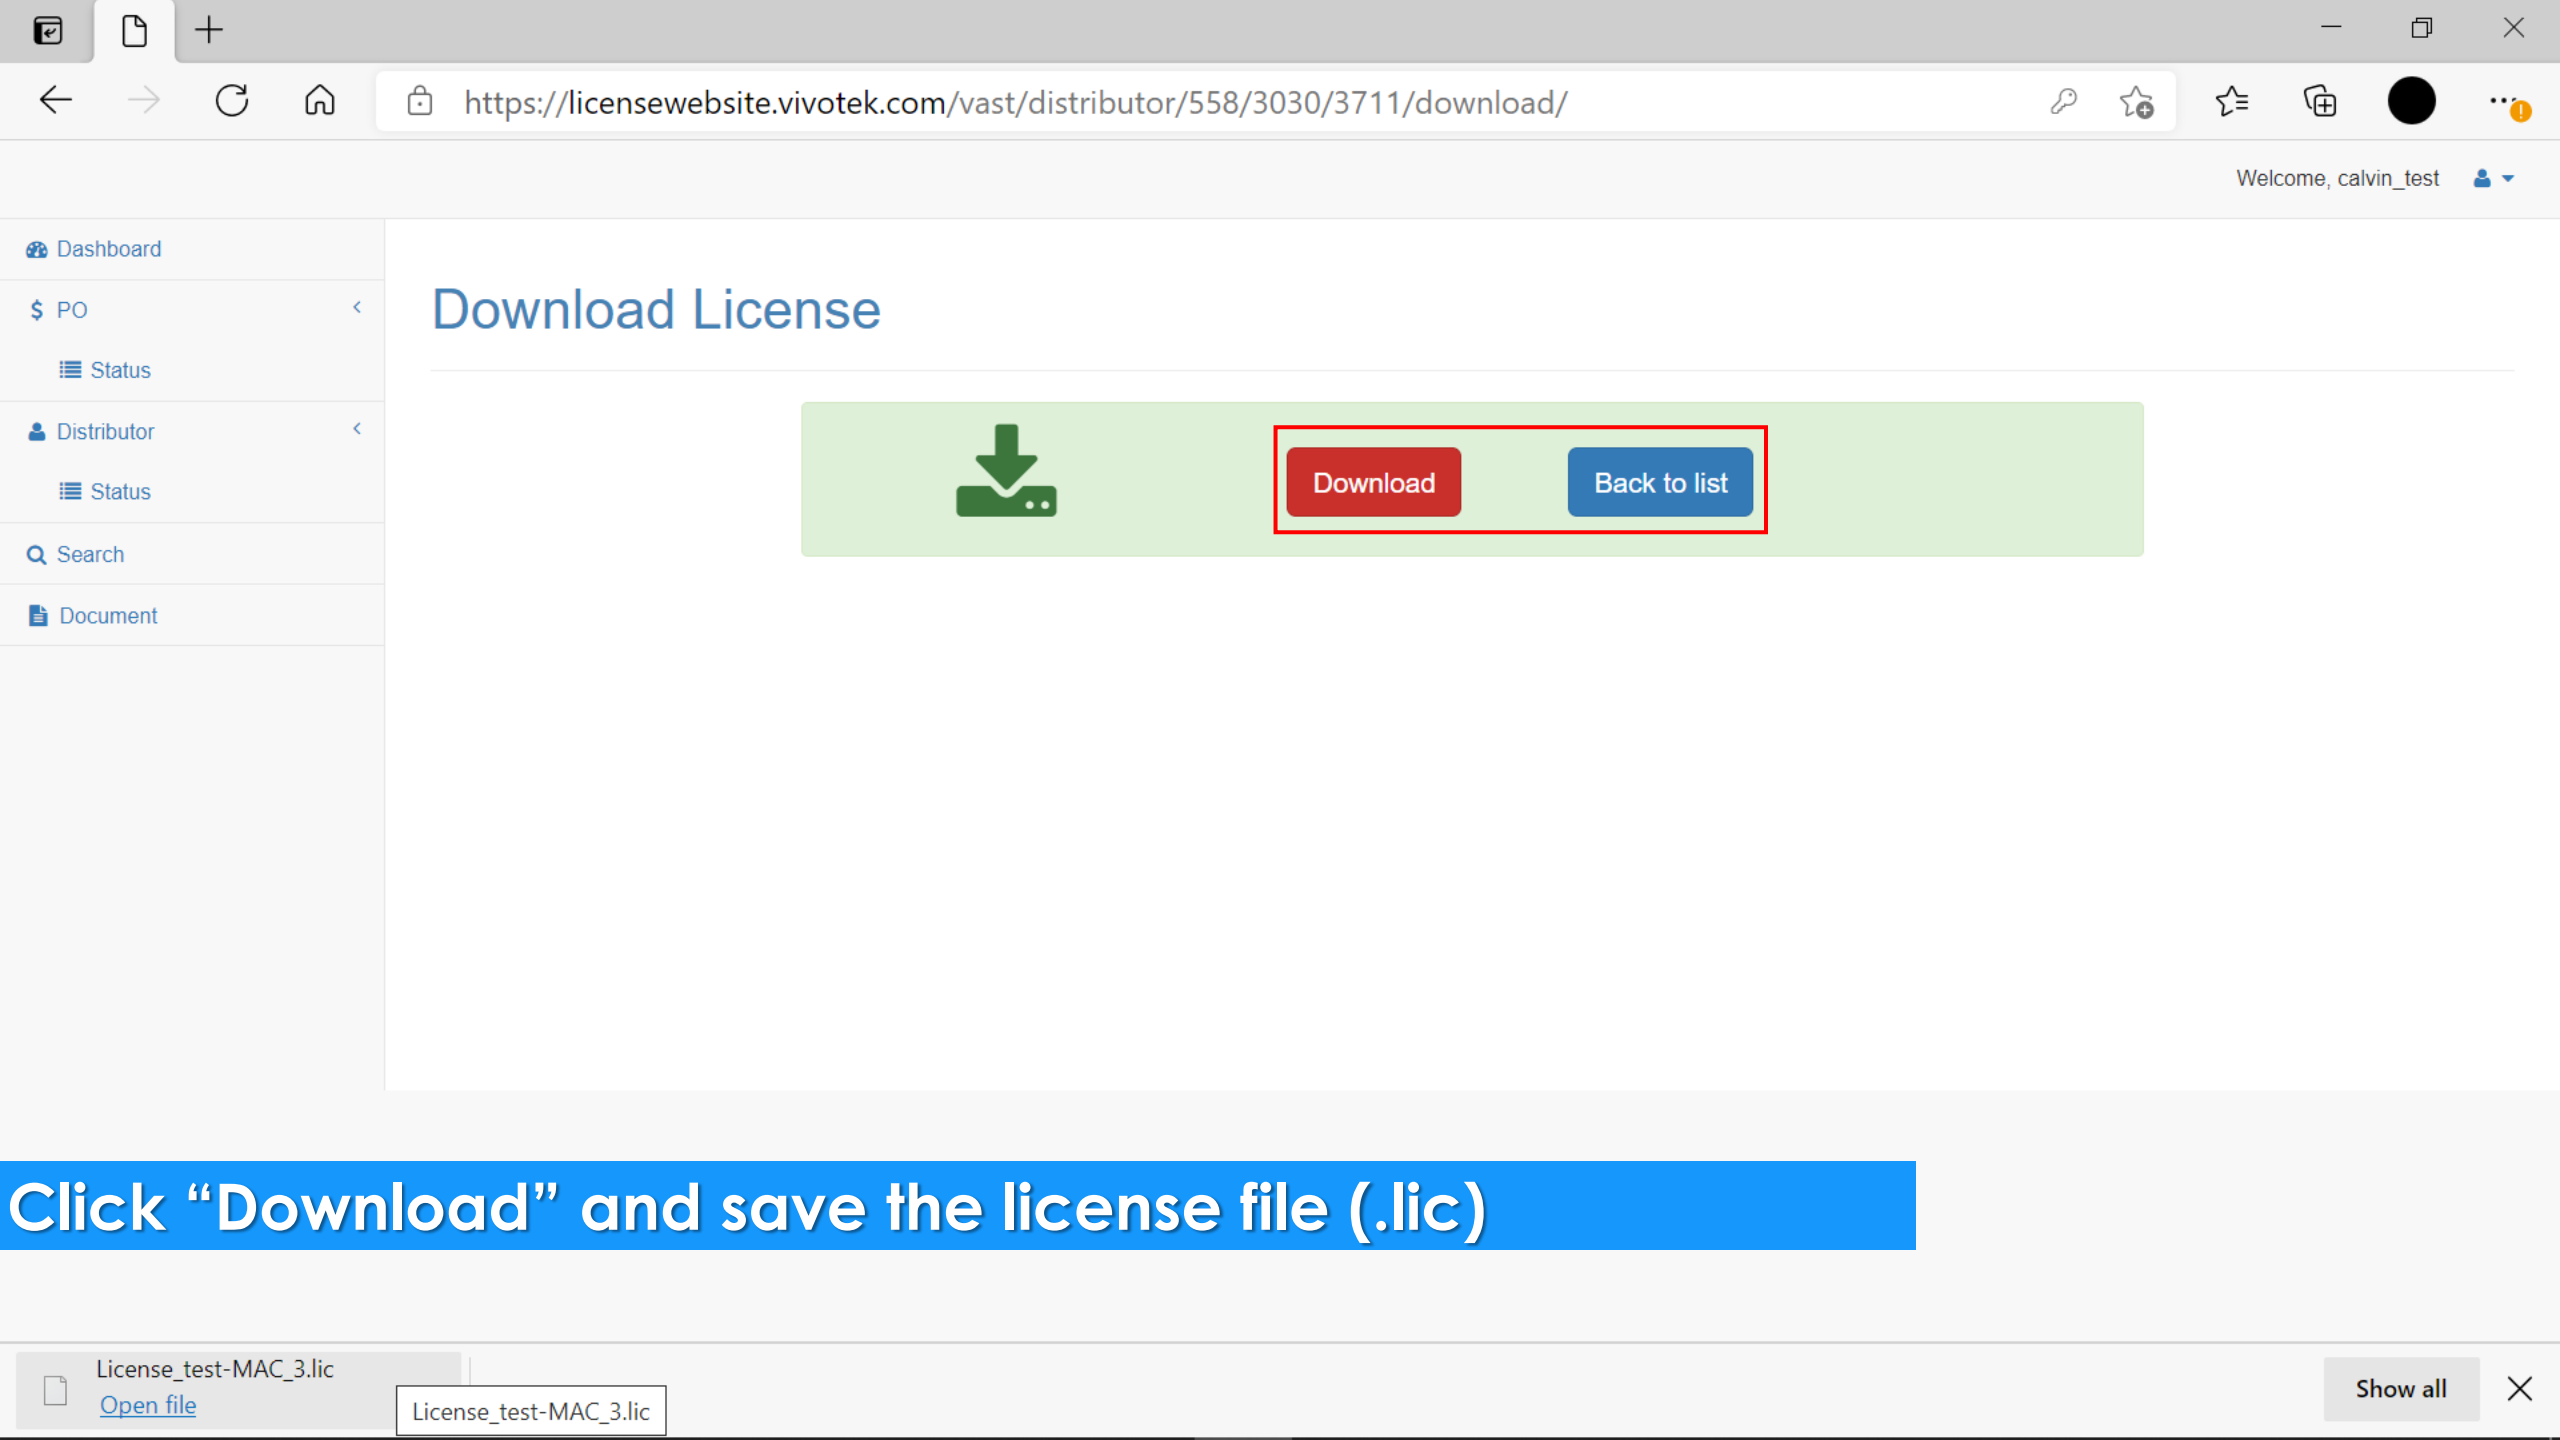 https://licensewebsite.vivotek.com/vast/distributor/558/3030/3711/download/
Welcome, calvin_test
Dashboard
PO
Status
Distributor
Status
Search
Document
Download License
Download
Back to list
Click “Download” and save the license file (.lic)
License_test-MAC_3.lic
Open file
License_test-MAC_3.lic
Show all